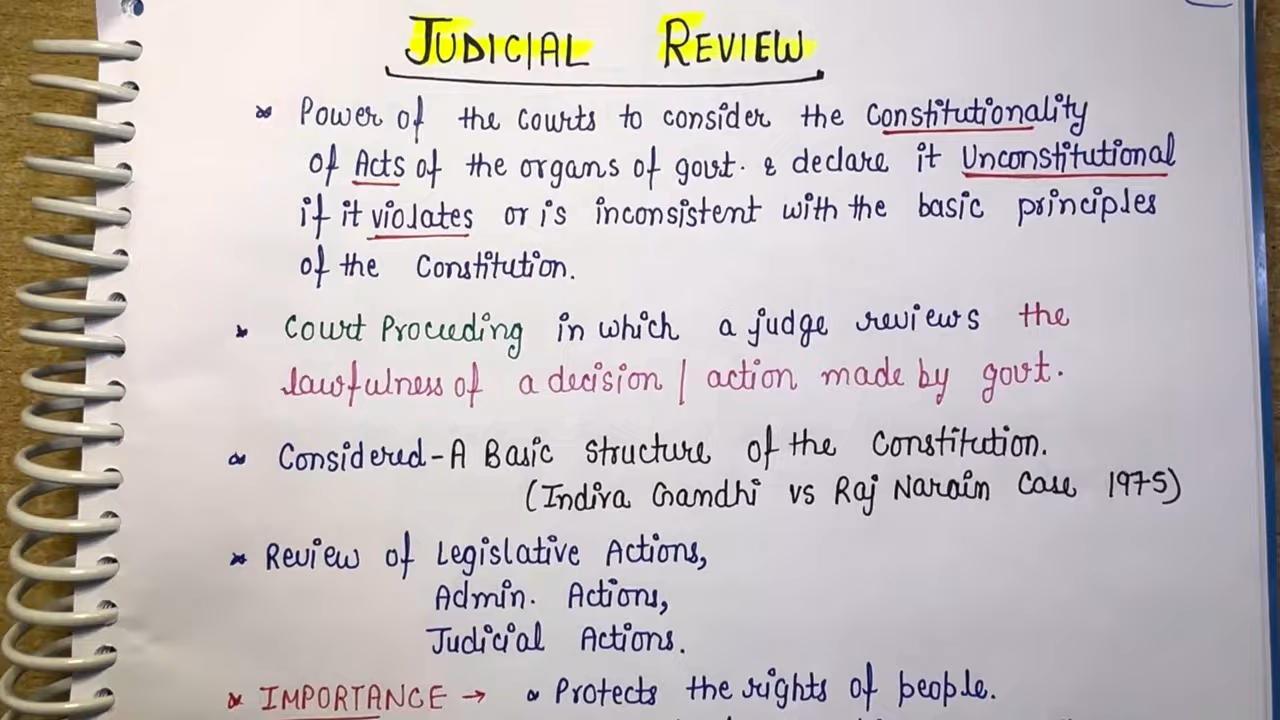 JUDICIAL REVIEW
Power of the courts to consider the Constitutionality
of Acts of the organs of govt. & declare it Unconstitutional
if it violates or is inconsistent with the basic principles
of the Constitution.
Court Proceeding in which a judge reviews the
lawfulness of a decision / action made by govt.
Considered - A Basic structure of the Constitution.
(Indira Gandhi vs Raj Narain Case 1975)
Review of Legislative Actions,
Admin. Actions,
Judicial Actions.
IMPORTANCE → Protects the rights of people.